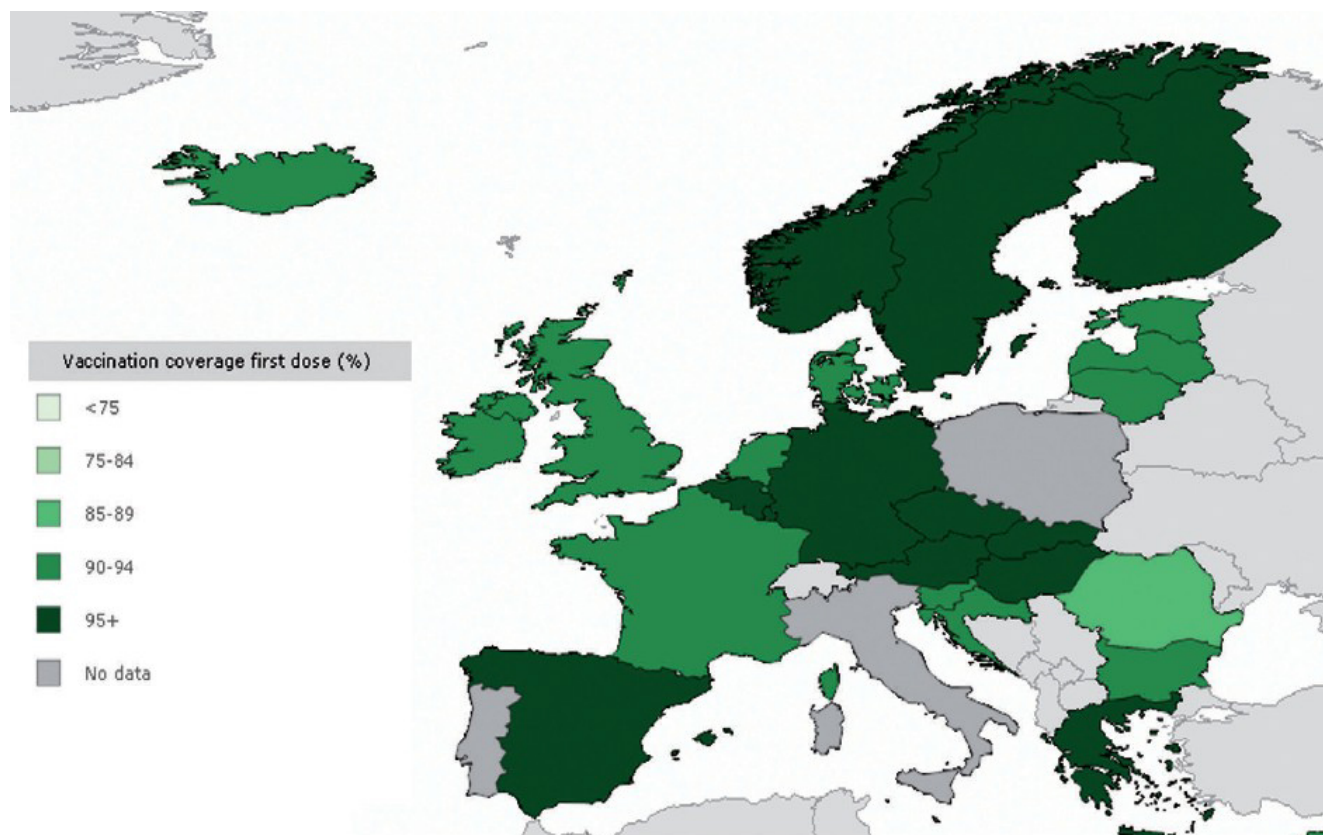 Vaccination coverage first dose (%)
<75
75-84
85-89
90-94
95+
No data